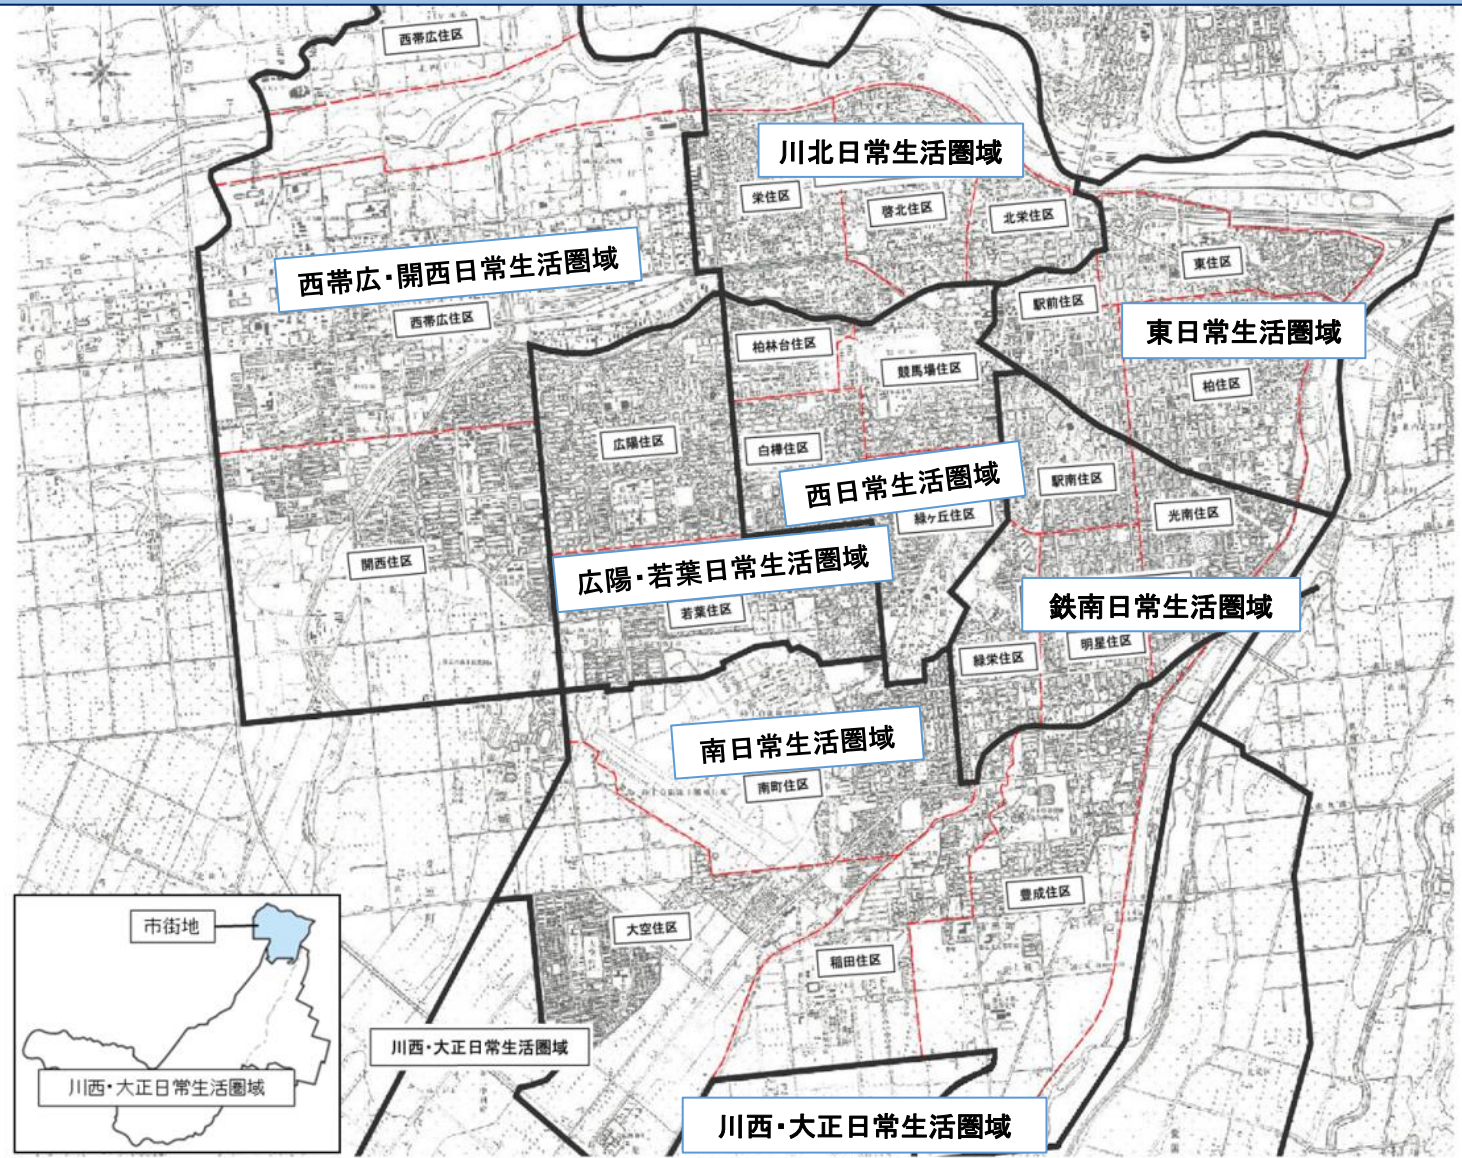 西帯広住区
川北日常生活圏域
栄住区
啓北住区
北栄住区
東住区
西帯広・開西日常生活圏域
西帯広住区
駅前住区
東日常生活圏域
柏林台住区
競馬場住区
柏住区
広陽住区
白樺住区
西日常生活圏域
駅南住区
緑ヶ丘住区
光南住区
開西住区
広陽・若葉日常生活圏域
若葉住区
鉄南日常生活圏域
明星住区
緑栄住区
南日常生活圏域
南町住区
豊成住区
大空住区
稲田住区
市街地
川西・大正日常生活圏域
川西・大正日常生活圏域
川西・大正日常生活圏域